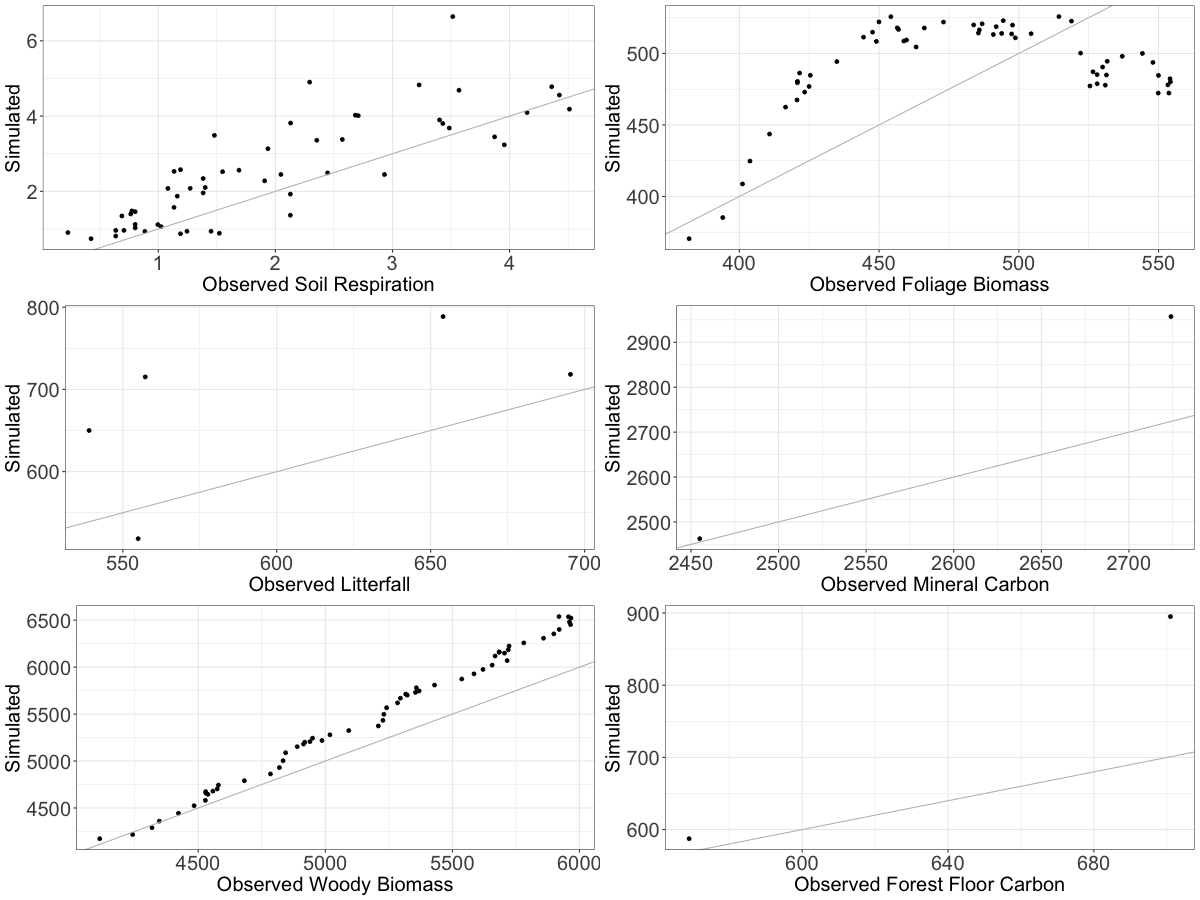 Simulated
6
4
2
1 2 3 4
Observed Soil Respiration
Simulated
500
450
400
400 450 500 550
Observed Foliage Biomass
Simulated
800
700
600
550 600 650 700
Observed Litterfall
Simulated
2900
2800
2700
2600
2500
2450 2500 2550 2600 2650 2700
Observed Mineral Carbon
Simulated
6500
6000
5500
5000
4500
4500 5000 5500 6000
Observed Woody Biomass
Simulated
900
800
700
600
600 640 680
Observed Forest Floor Carbon